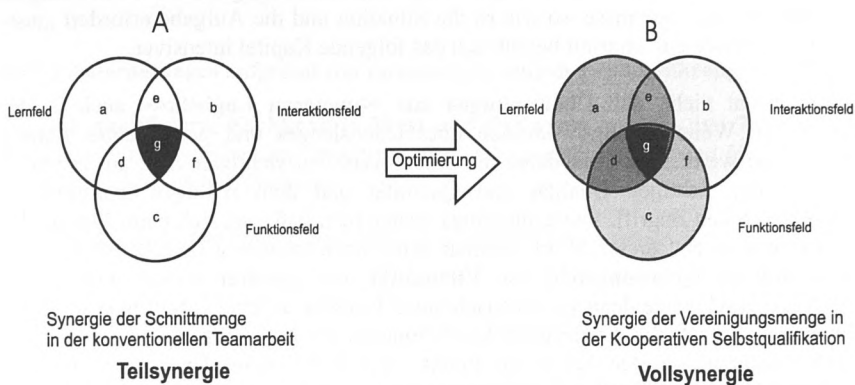 A
B
Lernfeld
e
Interaktionsfeld
g
d
f
c
Funktionsfeld
Optimierung
Lernfeld
a
e
b
Interaktionsfeld
g
d
f
c
Funktionsfeld
Synergie der Schnittmenge
in der konventionellen Teamarbeit
Teilsynergie
Synergie der Vereinigungsmenge in
der Kooperativen Selbstqualifikation
Vollsynergie